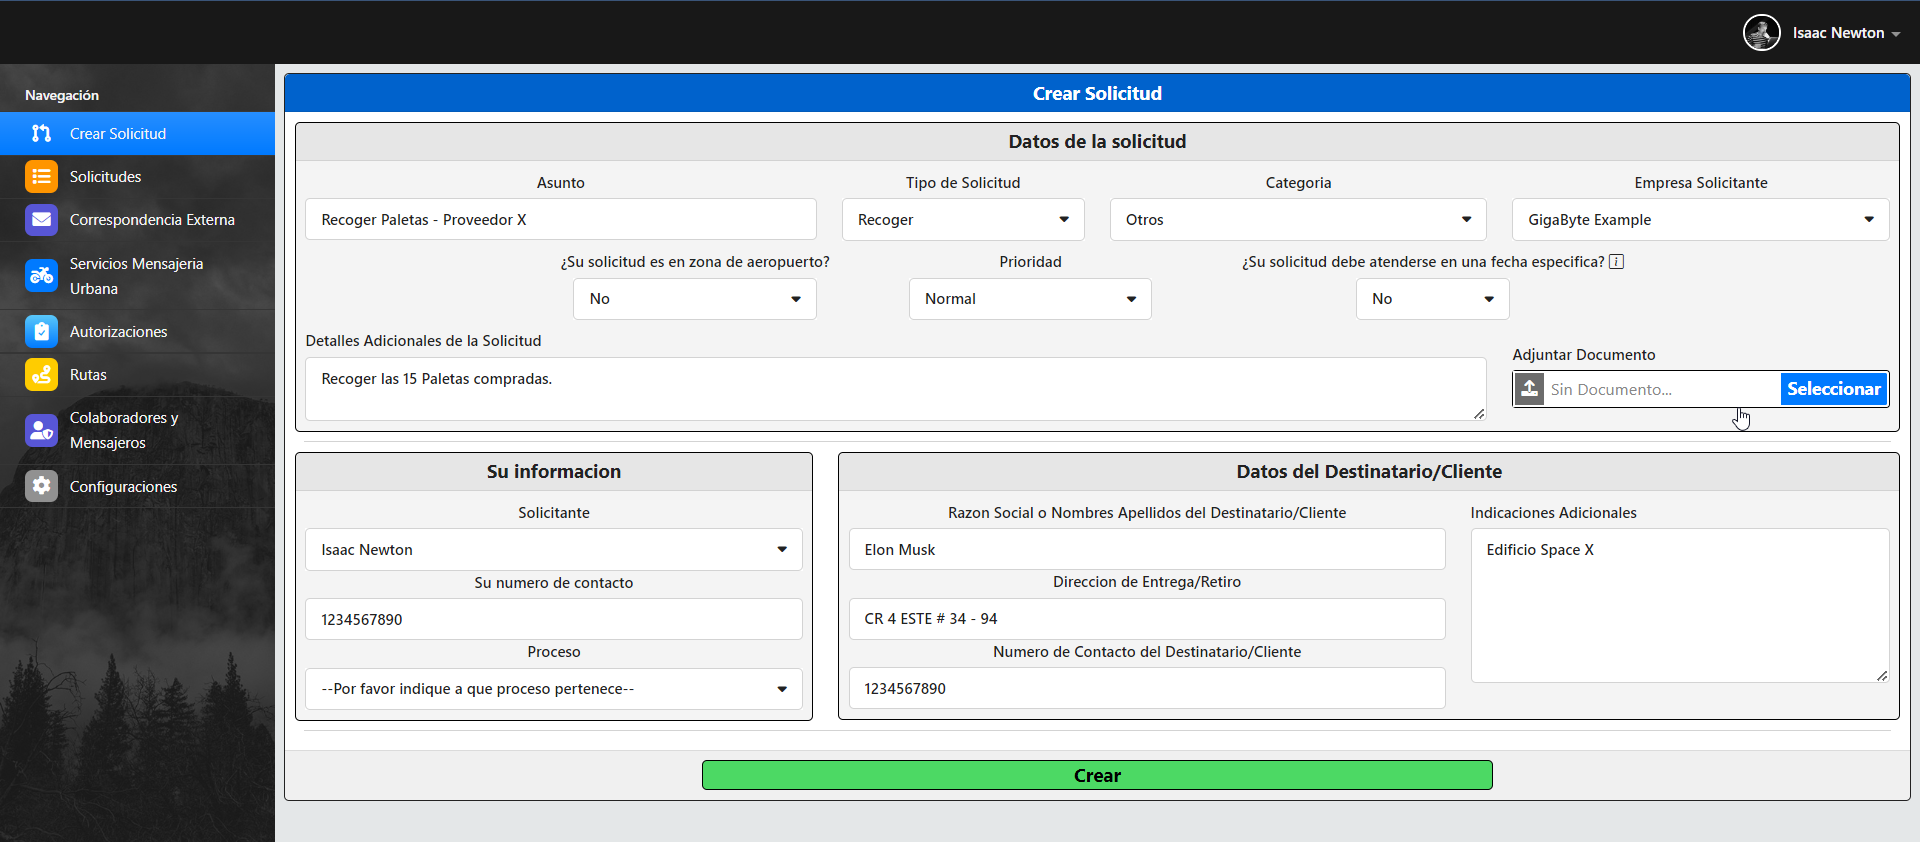 Isaac Newton
Navegación
Crear Solicitud
Solicitudes
Correspondencia Externa
Servicios Mensajeria
Urbana
Autorizaciones
Rutas
Colaboradores y
Mensajeros
Configuraciones
Crear Solicitud
Datos de la solicitud
Asunto
Tipo de Solicitud
Categoria
Empresa Solicitante
Recoger Paletas - Proveedor X
Recoger
Otros
GigaByte Example
¿Su solicitud es en zona de aeropuerto?
Prioridad
¿Su solicitud debe atenderse en una fecha especifica? i
No
Normal
No
Detalles Adicionales de la Solicitud
Recoger las 15 Paletas compradas.
Adjuntar Documento
Sin Documento...
Seleccionar
Su informacion
Solicitante
Isaac Newton
Su numero de contacto
1234567890
Proceso
--Por favor indique a que proceso pertenece--
Datos del Destinatario/Cliente
Razon Social o Nombres Apellidos del Destinatario/Cliente
Elon Musk
Direccion de Entrega/Retiro
CR 4 ESTE # 34 - 94
Numero de Contacto del Destinatario/Cliente
1234567890
Indicaciones Adicionales
Edificio Space X
Crear